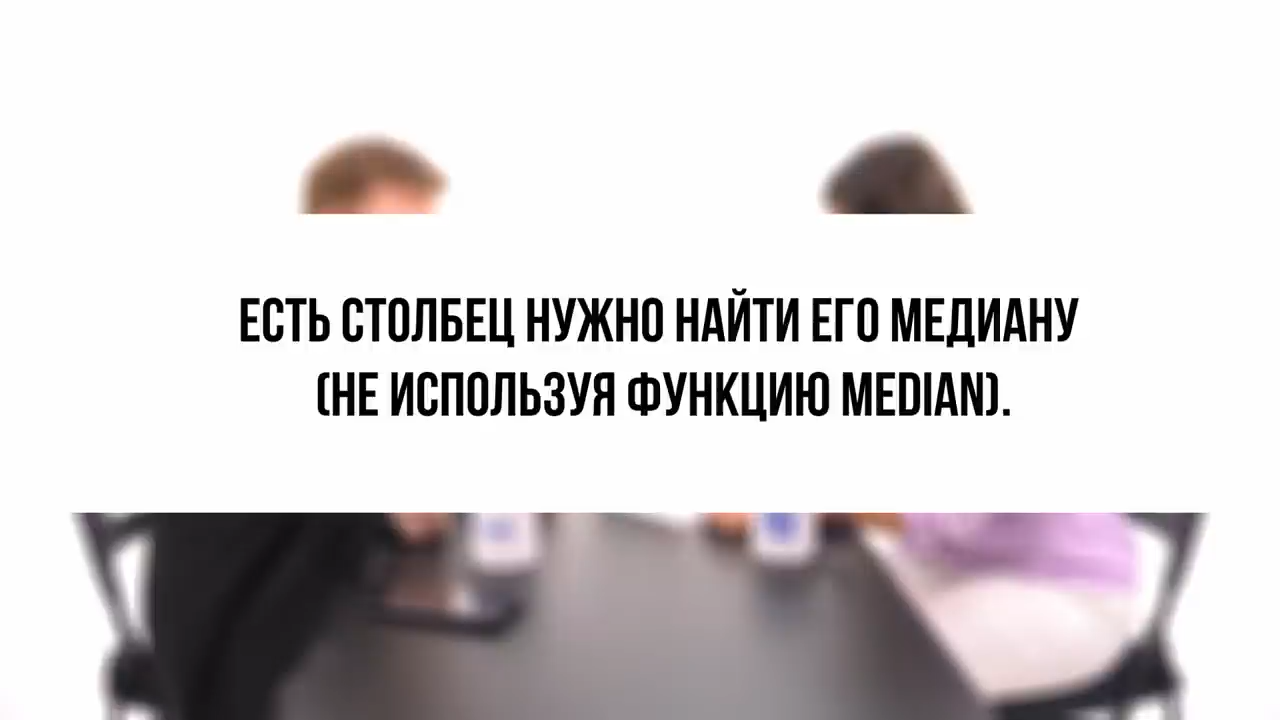 ЕСТЬ СТОЛБЕЦ НУЖНО НАЙТИ ЕГО МЕДИАНУ
(НЕ ИСПОЛЬЗУЯ ФУНКЦИЮ MEDIAN).